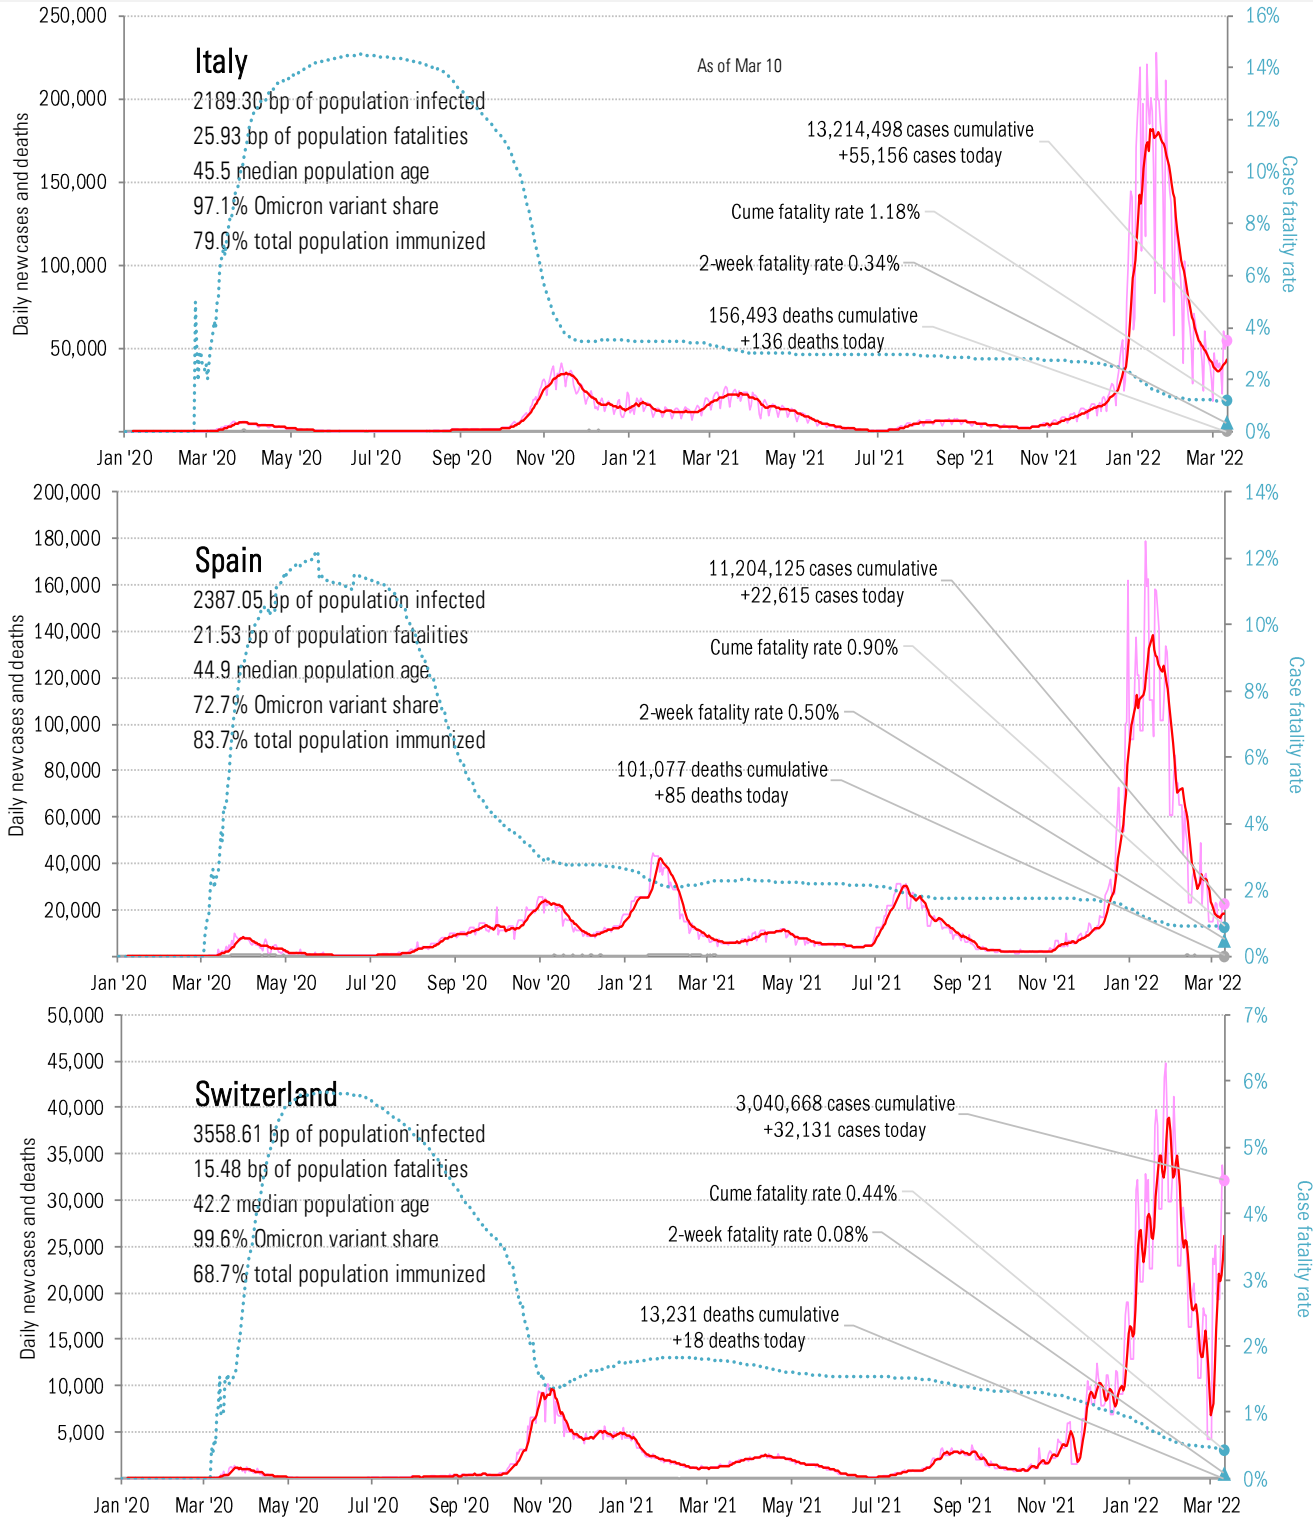 250,000
200,000
150,000
100,000
50,000
Daily new cases and deaths
16%
14%
12%
10%
8%
6%
4%
2%
0%
Case fatality rate
Italy
2189.30 bp of population infected
25.93 bp of population fatalities
45.5 median population age
97.1% Omicron variant share
79.0% total population immunized
As of Mar 10
13,214,498 cases cumulative
+55,156 cases today
Cume fatality rate 1.18%
2-week fatality rate 0.34%
156,493 deaths cumulative
+136 deaths today
Jan '20 Mar '20 May '20 Jul '20 Sep '20 Nov '20 Jan '21 Mar '21 May '21 Jul '21 Sep '21 Nov '21 Jan '22 Mar '22
200,000
180,000
160,000
140,000
120,000
100,000
80,000
60,000
40,000
20,000
Daily new cases and deaths
14%
12%
10%
8%
6%
4%
2%
0%
Case fatality rate
Spain
2387.05 bp of population infected
21.53 bp of population fatalities
44.9 median population age
72.7% Omicron variant share
83.7% total population immunized
11,204,125 cases cumulative
+22,615 cases today
Cume fatality rate 0.90%
2-week fatality rate 0.50%
101,077 deaths cumulative
+85 deaths today
Jan '20 Mar '20 May '20 Jul '20 Sep '20 Nov '20 Jan '21 Mar '21 May '21 Jul '21 Sep '21 Nov '21 Jan '22 Mar '22
50,000
45,000
40,000
35,000
30,000
25,000
20,000
15,000
10,000
5,000
Daily new cases and deaths
7%
6%
5%
4%
3%
2%
1%
0%
Case fatality rate
Switzerland
3558.61 bp of population infected
15.48 bp of population fatalities
42.2 median population age
99.6% Omicron variant share
68.7% total population immunized
3,040,668 cases cumulative
+32,131 cases today
Cume fatality rate 0.44%
2-week fatality rate 0.08%
13,231 deaths cumulative
+18 deaths today
Jan '20 Mar '20 May '20 Jul '20 Sep '20 Nov '20 Jan '21 Mar '21 May '21 Jul '21 Sep '21 Nov '21 Jan '22 Mar '22